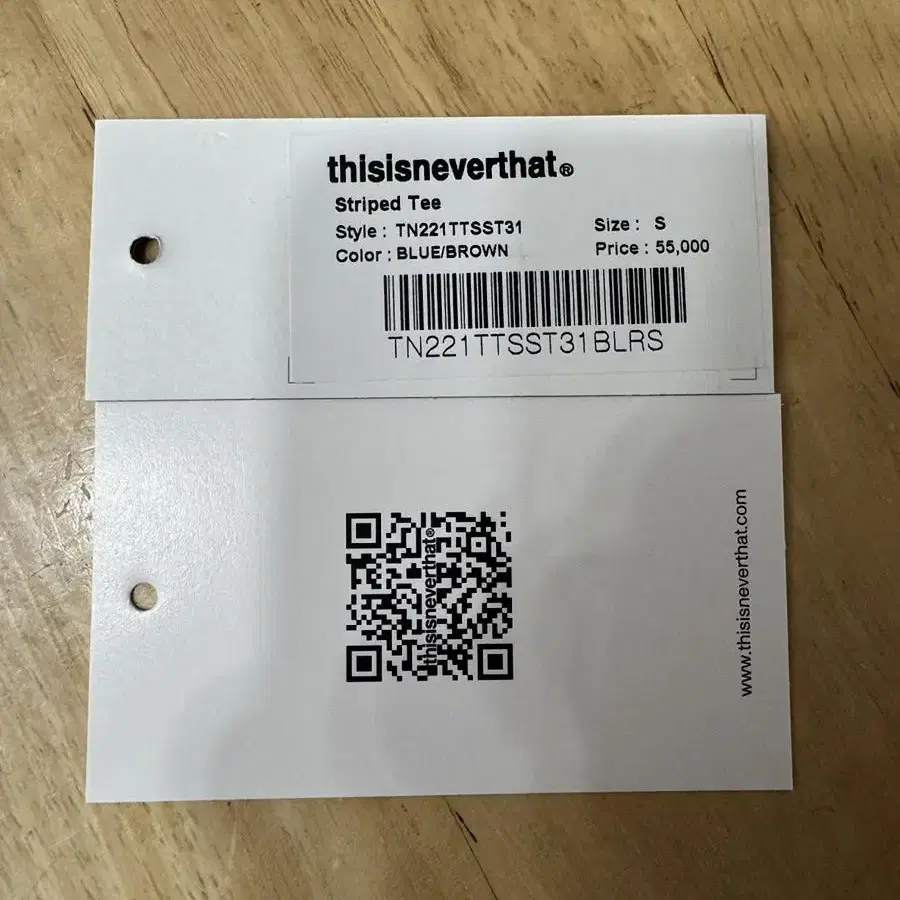 thisisneverthat®
Striped Tee
Style : TN221TTSST31
Size : S
Color : BLUE/BROWN
Price : 55,000
TN221TTSST31BLRS
thisisneverthat®
www.thisisneverthat.com